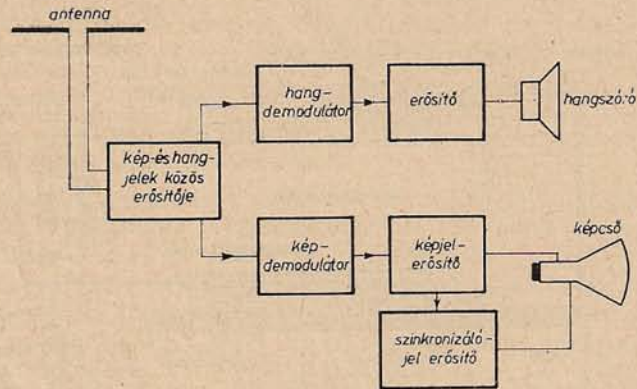 antenna
hang-
demodulátor
erősítő
hangszóró
kép-és hang-
jelek közös
erősítője
kép-
demodulátor
képjel-
erősítő
képcső
szinkronizáló-
jel erősítő